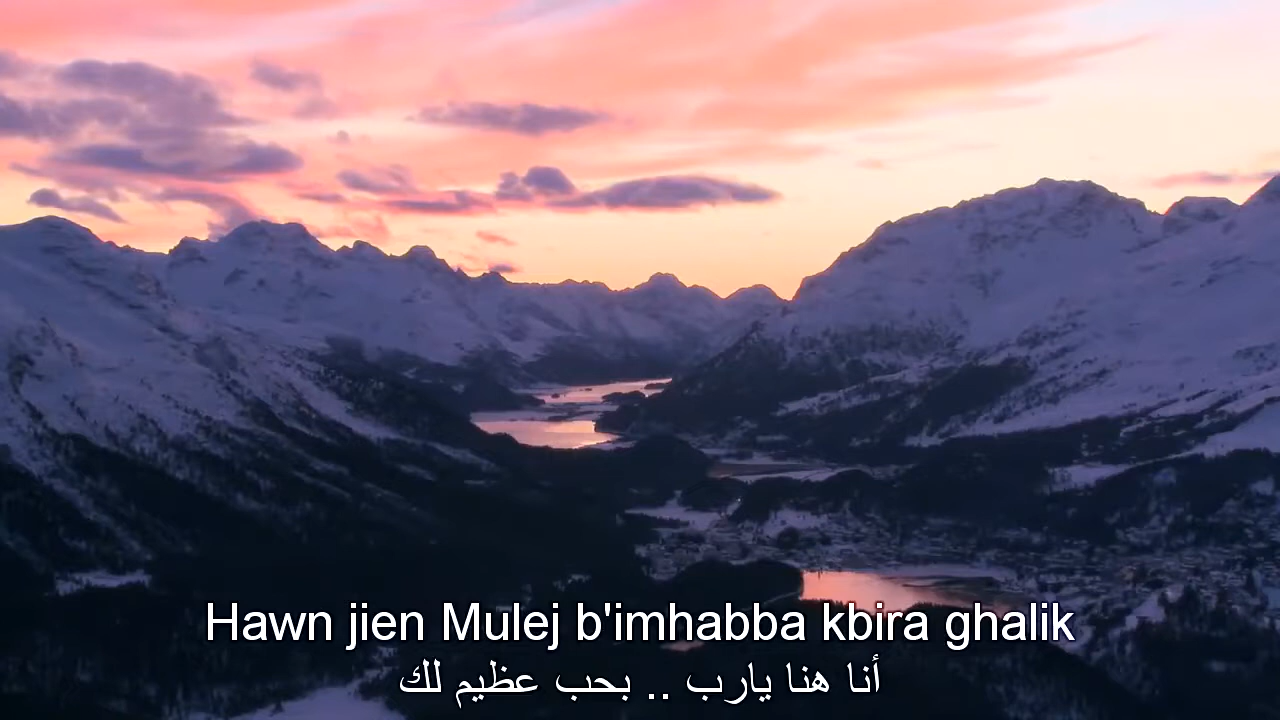 Hawn jien Mulej b'imhabba kbira ghalik
أنا هنا يارب .. بحب عظيم لك